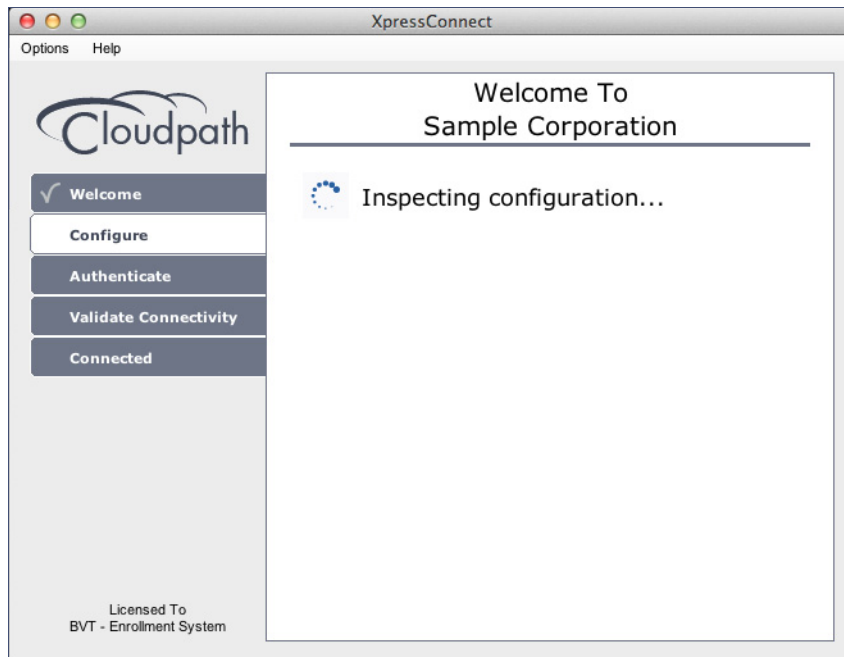 XpressConnect
Options Help
Cloudpath
Welcome
Configure
Authenticate
Validate Connectivity
Connected
Licensed To
BVT - Enrollment System
Welcome To
Sample Corporation
Inspecting configuration...